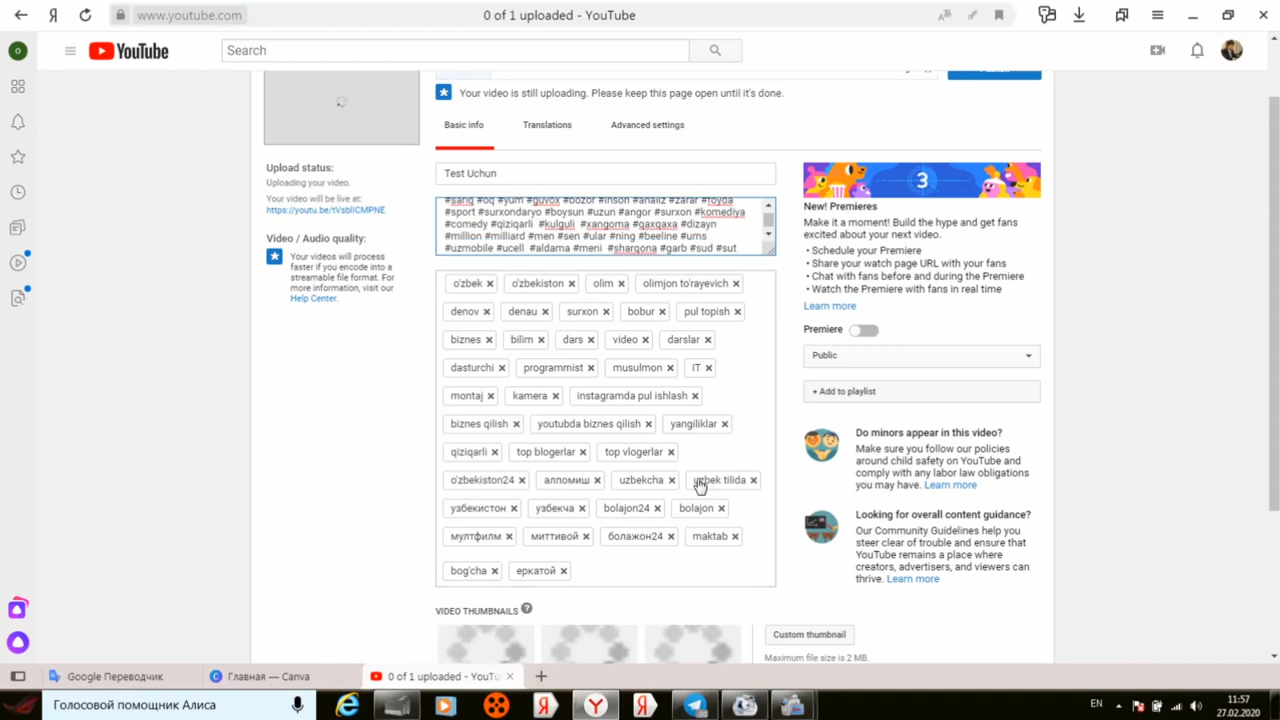 www.youtube.com
0 of 1 uploaded - YouTube
YouTube
Search
Your video is still uploading. Please keep this page open until it's done.
Basic info
Translations
Advanced settings
Upload status:
Uploading your video.
Your video will be live at:
https://youtu.be/tVsblICMPNE
Video / Audio quality:
Your videos will process
faster if you encode into a
streamable file format. For
more information, visit our
Help Center.
Test Uchun
#sariq #oq #yum #guvox #bozor #inson #analiz #zarar #foyda
#sport #surxondaryo #boysun #uzun #angor #surxon #komediya
#comedy #qiziqarli #kulguli #xangoma #qaxqaxa #dizayn
#million #milliard #men #sen #ular #ning #beeline #ums
#uzmobile #ucell #aldama #meni #sharqona #garb #sud #sut
o'zbek
o'zbekiston
olim
olimjon to'rayevich
denov
denau
surxon
bobur
pul topish
biznes
bilim
dars
video
darslar
dasturchi
programmist
musulmon
IT
montaj
kamera
instagramda pul ishlash
biznes qilish
youtubda biznes qilish
yangiliklar
qiziqarli
top blogerlar
top vlogerlar
o'zbekiston24
алпомиш
uzbekcha
uzbek tilida
узбекистон
узбекча
bolajon24
bolajon
мултфилм
миттивой
болажон24
maktab
bog'cha
еркатой
VIDEO THUMBNAILS ?
Custom thumbnail
Maximum file size is 2 MB.
3
New! Premieres
Make it a moment! Build the hype and get fans
excited about your next video.
• Schedule your Premiere
• Share your watch page URL with your fans
• Chat with fans before and during the Premiere
• Watch the Premiere with fans in real time
Learn more
Premiere
Public
+ Add to playlist
Do minors appear in this video?
Make sure you follow our policies
around child safety on YouTube and
comply with any labor law obligations
you may have. Learn more
Looking for overall content guidance?
Our Community Guidelines help you
steer clear of trouble and ensure that
YouTube remains a place where
creators, advertisers, and viewers can
thrive. Learn more
Google Переводчик
Главная — Canva
0 of 1 uploaded - YouTu
Голосовой помощник Алиса
EN
11:57
27.02.2020